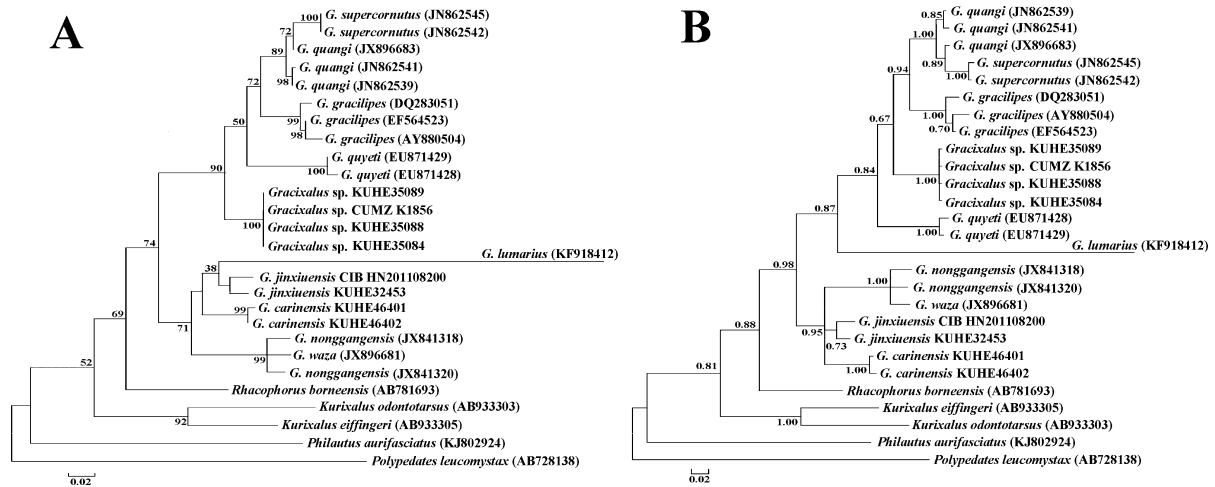 A
100
G. supercornutus (JN862545)
G. supercornutus (JN862542)
72
G. quangi (JX896683)
89
G. quangi (JN862541)
98
G. quangi (JN862539)
72
G. gracilipes (DQ283051)
99
G. gracilipes (EF564523)
98
G. gracilipes (AY880504)
50
G. quyeti (EU871429)
100
G. quyeti (EU871428)
90
Gracixalus sp. KUHE35089
Gracixalus sp. CUMZ K1856
100
Gracixalus sp. KUHE35088
Gracixalus sp. KUHE35084
74
G. lumarius (KF918412)
38
G. jinxiuensis CIB HN201108200
G. jinxiuensis KUHE32453
99
G. carinensis KUHE46401
G. carinensis KUHE46402
71
G. nonggangensis (JX841318)
99
G. waza (JX896681)
G. nonggangensis (JX841320)
69
Rhacophorus borneensis (AB781693)
52
Kurixalus odontotarsus (AB933303)
92
Kurixalus eiffingeri (AB933305)
Philautus aurifasciatus (KJ802924)
Polypedates leucomystax (AB728138)
0.02
B
0.85
G. quangi (JN862539)
G. quangi (JN862541)
1.00
G. quangi (JX896683)
0.89
G. supercornutus (JN862545)
1.00
G. supercornutus (JN862542)
0.94
G. gracilipes (DQ283051)
1.00
G. gracilipes (AY880504)
0.70
G. gracilipes (EF564523)
0.67
Gracixalus sp. KUHE35089
Gracixalus sp. CUMZ K1856
1.00
Gracixalus sp. KUHE35088
Gracixalus sp. KUHE35084
0.84
G. quyeti (EU871428)
1.00
G. quyeti (EU871429)
0.87
G. lumarius (KF918412)
0.98
G. nonggangensis (JX841318)
1.00
G. nonggangensis (JX841320)
G. waza (JX896681)
0.95
G. jinxiuensis CIB HN201108200
0.73
G. jinxiuensis KUHE32453
G. carinensis KUHE46401
1.00
G. carinensis KUHE46402
0.88
Rhacophorus borneensis (AB781693)
0.81
Kurixalus eiffingeri (AB933305)
1.00
Kurixalus odontotarsus (AB933303)
Philautus aurifasciatus (KJ802924)
Polypedates leucomystax (AB728138)
0.02